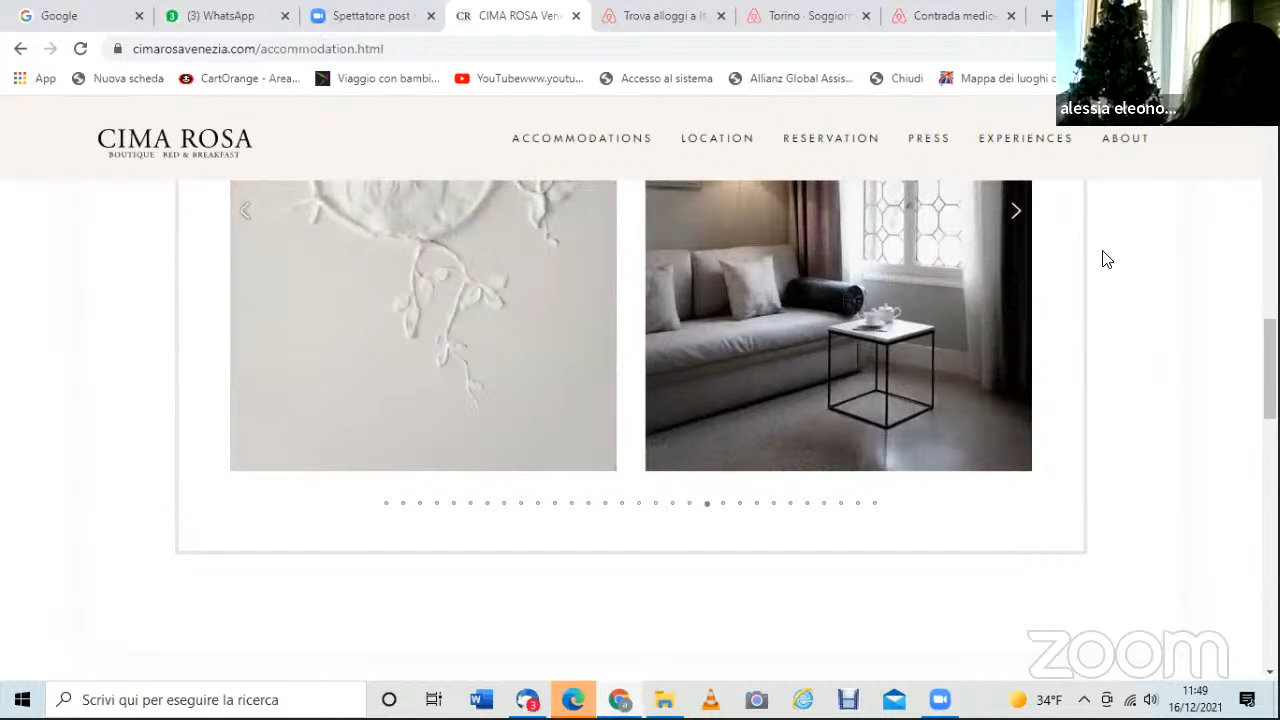 Google
(3) WhatsApp
Spettatore post
CR CIMA ROSA Ven
Trova alloggi a It
Torino · Soggior
Contrada medio
cimarosavenezia.com/accommodation.html
App
Nuova scheda
CartOrange - Area...
Viaggio con bambi...
YouTubewww.youtu...
Accesso al sistema
Allianz Global Assis...
Chiudi
Mappa dei luoghi d
alessia eleono...
CIMA ROSA
BOUTIQUE BED & BREAKFAST
ACCOMMODATIONS
LOCATION
RESERVATION
PRESS
EXPERIENCES
ABOUT
zoom
Scrivi qui per eseguire la ricerca
3
34°F
11:49
16/12/2021